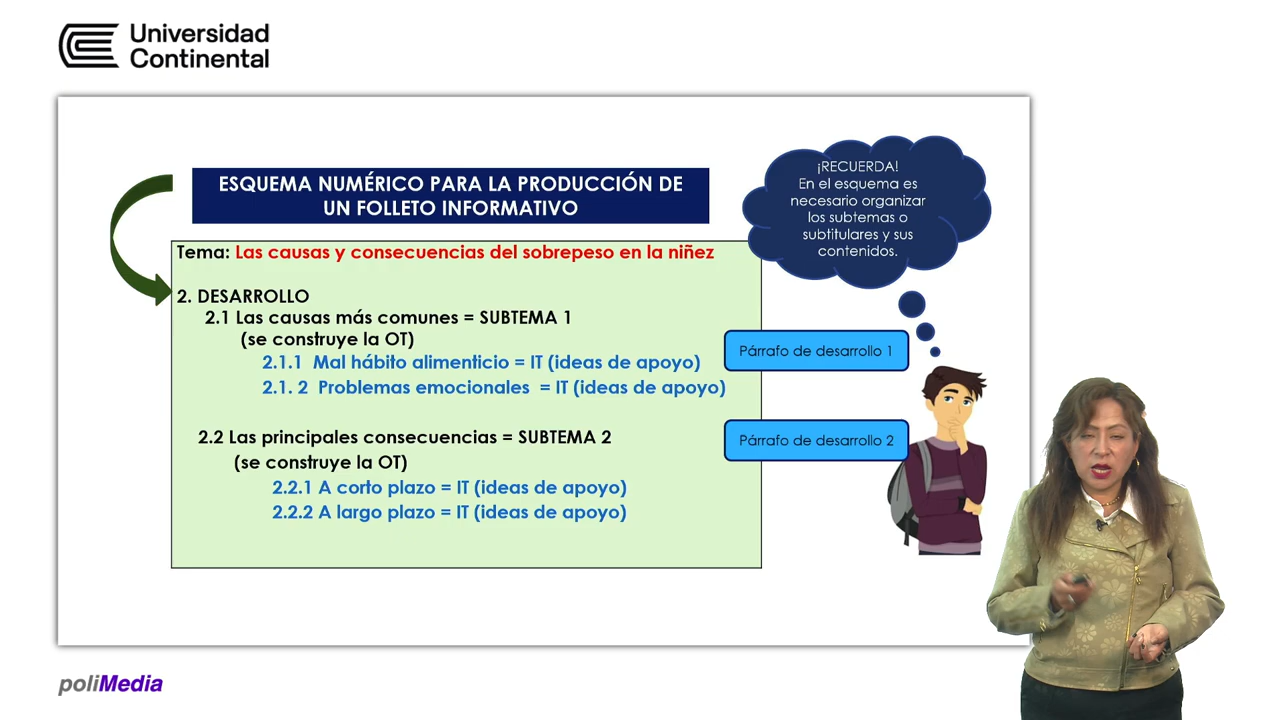 Universidad
Continental
ESQUEMA NUMÉRICO PARA LA PRODUCCIÓN DE
UN FOLLETO INFORMATIVO
¡RECUERDA!
En el esquema es
necesario organizar
los subtemas o
subtitulares y sus
contenidos.
Tema: Las causas y consecuencias del sobrepeso en la niñez
2. DESARROLLO
2.1 Las causas más comunes = SUBTEMA 1
(se construye la OT)
2.1.1 Mal hábito alimenticio = IT (ideas de apoyo)
2.1. 2 Problemas emocionales = IT (ideas de apoyo)
Párrafo de desarrollo 1
2.2 Las principales consecuencias = SUBTEMA 2
(se construye la OT)
2.2.1 A corto plazo = IT (ideas de apoyo)
2.2.2 A largo plazo = IT (ideas de apoyo)
Párrafo de desarrollo 2
poliMedia